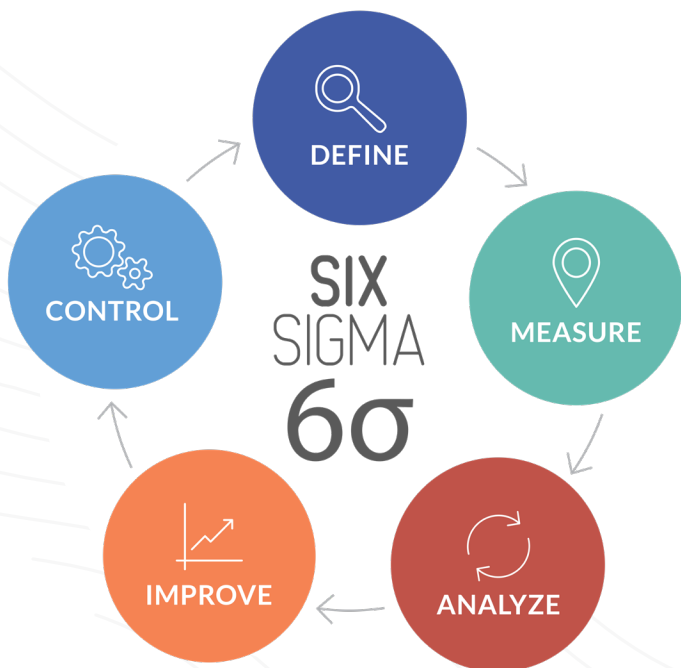 DEFINE
MEASURE
ANALYZE
IMPROVE
CONTROL
SIX
SIGMA
6σ